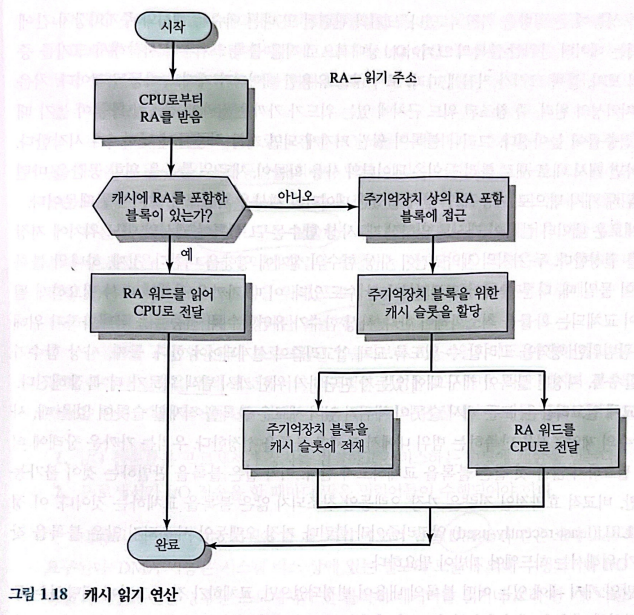 시작
RA — 읽기 주소
CPU로부터
RA를 받음
캐시에 RA를 포함한
블록이 있는가?
아니오
주기억장치 상의 RA 포함
블록에 접근
예
RA 워드를 읽어
CPU로 전달
주기억장치 블록을 위한
캐시 슬롯을 할당
주기억장치 블록을
캐시 슬롯에 적재
RA 워드를
CPU로 전달
완료
그림 1.18 캐시 읽기 연산